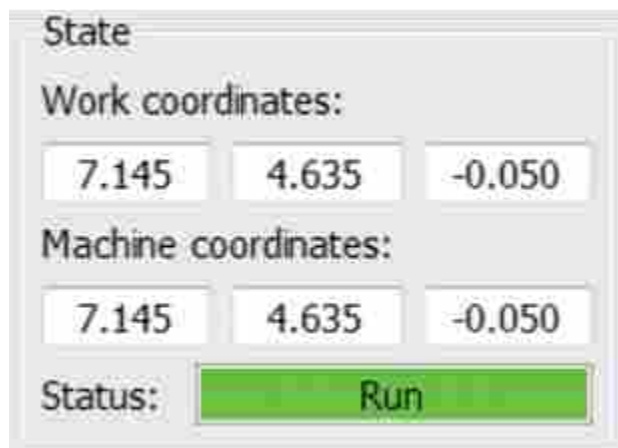 State
Work coordinates:
7.145 4.635 -0.050
Machine coordinates:
7.145 4.635 -0.050
Status: Run